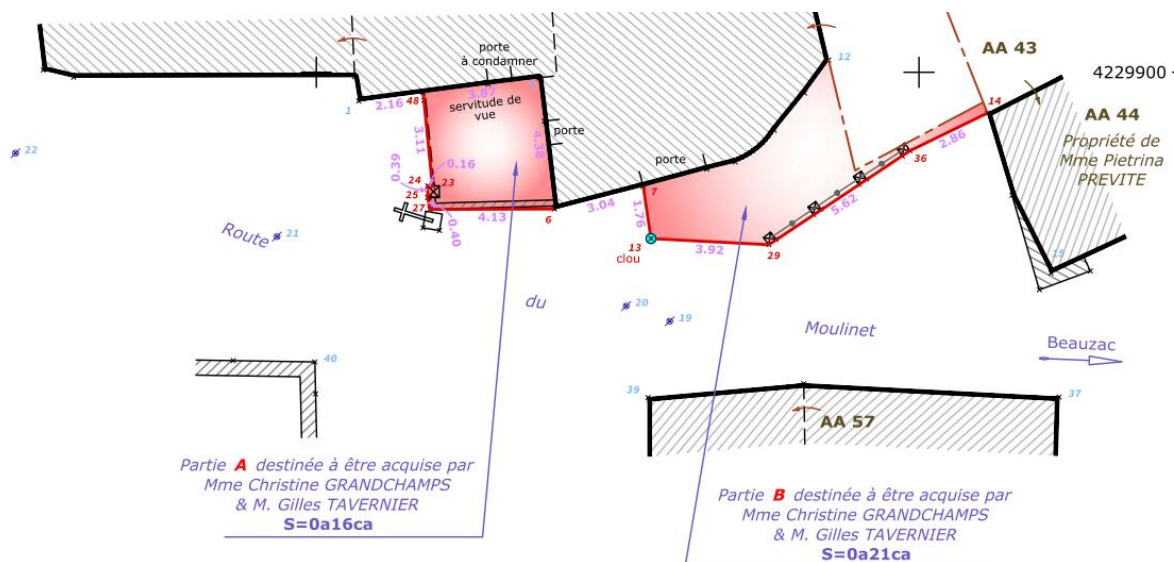 12
AA 43
4229900
porte
à condamner
3.87
2.16
48
1
servitude de
vue
4.38
porte
3.11
14
AA 44
Propriété de
Mme Pietrina
PREVITE
2.86
36
22
0.39
0.16
24
23
25
27
0.40
4.13
6
3.04
porte
7
1.76
5.62
13
clou
3.92
29
15
Route
21
du
20
19
Moulinet
Beauzac
40
39
37
AA 57
Partie A destinée à être acquise par
Mme Christine GRANDCHAMPS
& M. Gilles TAVERNIER
S=0a16ca
Partie B destinée à être acquise par
Mme Christine GRANDCHAMPS
& M. Gilles TAVERNIER
S=0a21ca